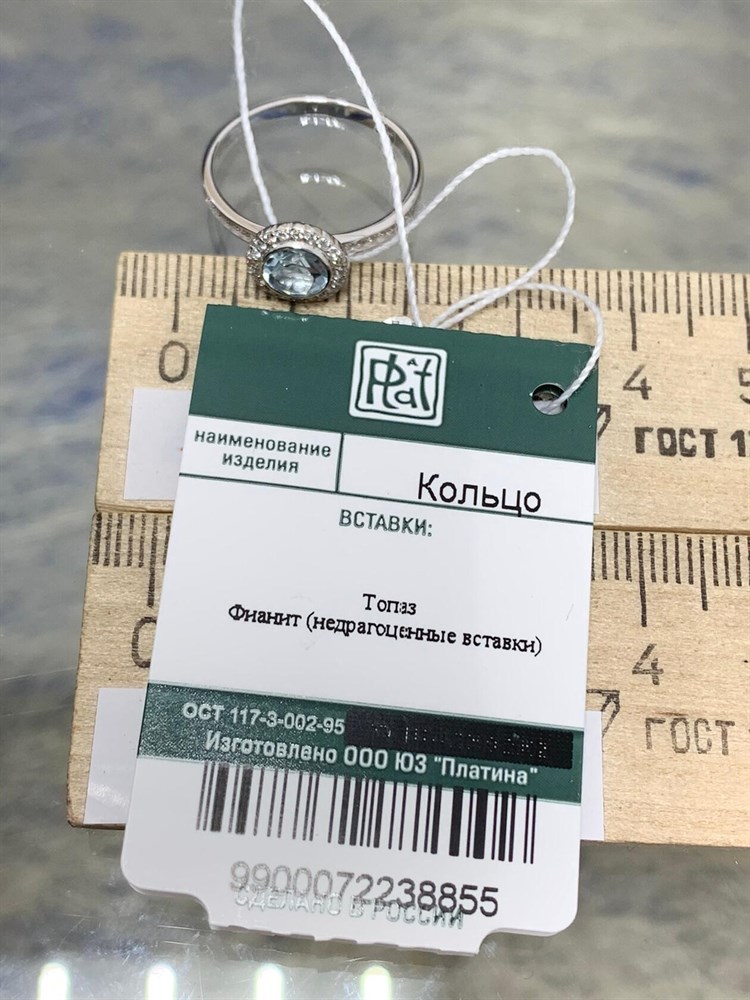 0
4
5
ГОСТ 1
Plat
наименование
изделия
Кольцо
ВСТАВКИ:
Топаз
Фианит (недрагоценные вставки)
4
ГОСТ
ОСТ 117-3-002-95
Изготовлено ООО ЮЗ "Платина"
9900072238855
СДЕЛАНО В РОССИИ